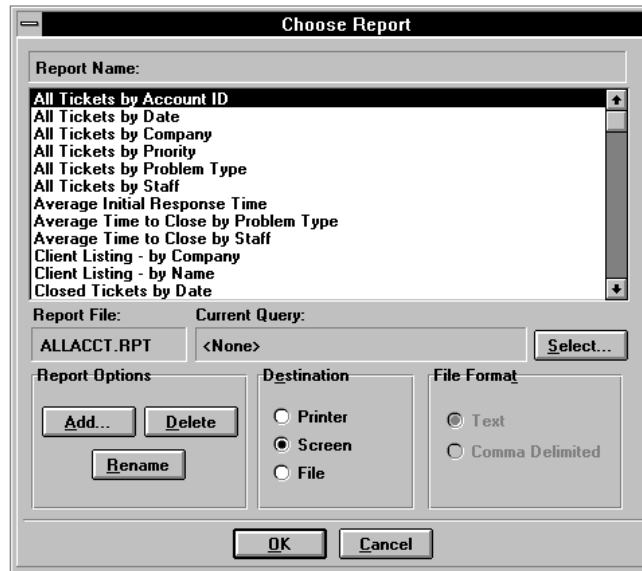 Choose Report
Report Name:
All Tickets by Account ID
All Tickets by Date
All Tickets by Company
All Tickets by Priority
All Tickets by Problem Type
All Tickets by Staff
Average Initial Response Time
Average Time to Close by Problem Type
Average Time to Close by Staff
Client Listing - by Company
Client Listing - by Name
Closed Tickets by Date
Report File: Current Query:
ALLACCT.RPT <None> Select...
Report Options Destination File Format
Add... Delete Printer Text
Screen Comma Delimited
Rename File
OK Cancel